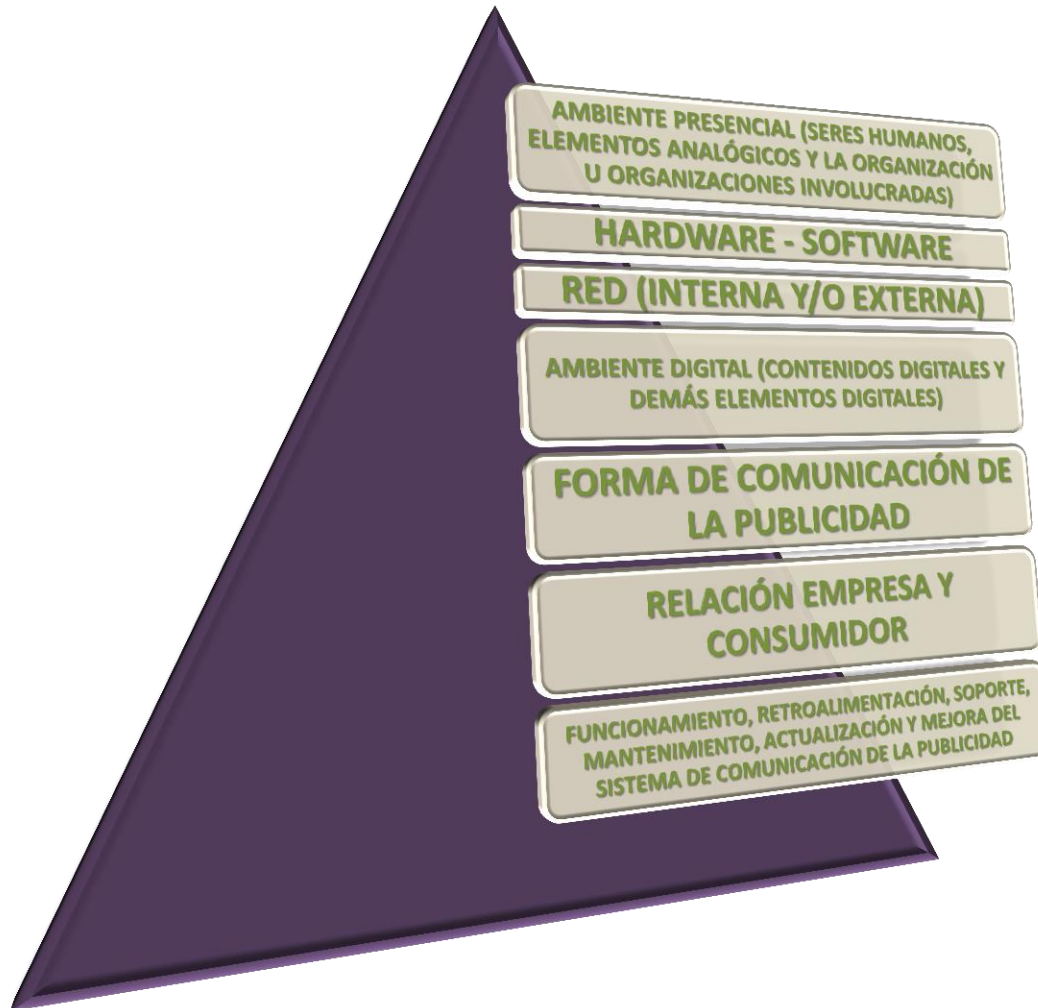 AMBIENTE PRESENCIAL (SERES HUMANOS,
ELEMENTOS ANALÓGICOS Y LA ORGANIZACIÓN
U ORGANIZACIONES INVOLUCRADAS)
HARDWARE - SOFTWARE
RED (INTERNA Y/O EXTERNA)
AMBIENTE DIGITAL (CONTENIDOS DIGITALES Y
DEMÁS ELEMENTOS DIGITALES)
FORMA DE COMUNICACIÓN DE
LA PUBLICIDAD
RELACIÓN EMPRESA Y
CONSUMIDOR
FUNCIONAMIENTO, RETROALIMENTACIÓN, SOPORTE,
MANTENIMIENTO, ACTUALIZACIÓN Y MEJORA DEL
SISTEMA DE COMUNICACIÓN DE LA PUBLICIDAD